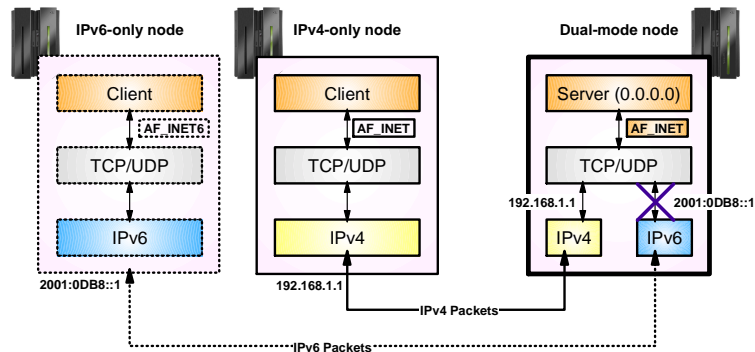 IPv6-only node
IPv4-only node
Dual-mode node
Client
Client
Server (0.0.0.0)
AF_INET6
AF_INET
AF_INET
TCP/UDP
TCP/UDP
TCP/UDP
192.168.1.1
2001:0DB8::1
IPv6
IPv4
IPv4
IPv6
2001:0DB8::1
192.168.1.1
IPv4 Packets
IPv6 Packets